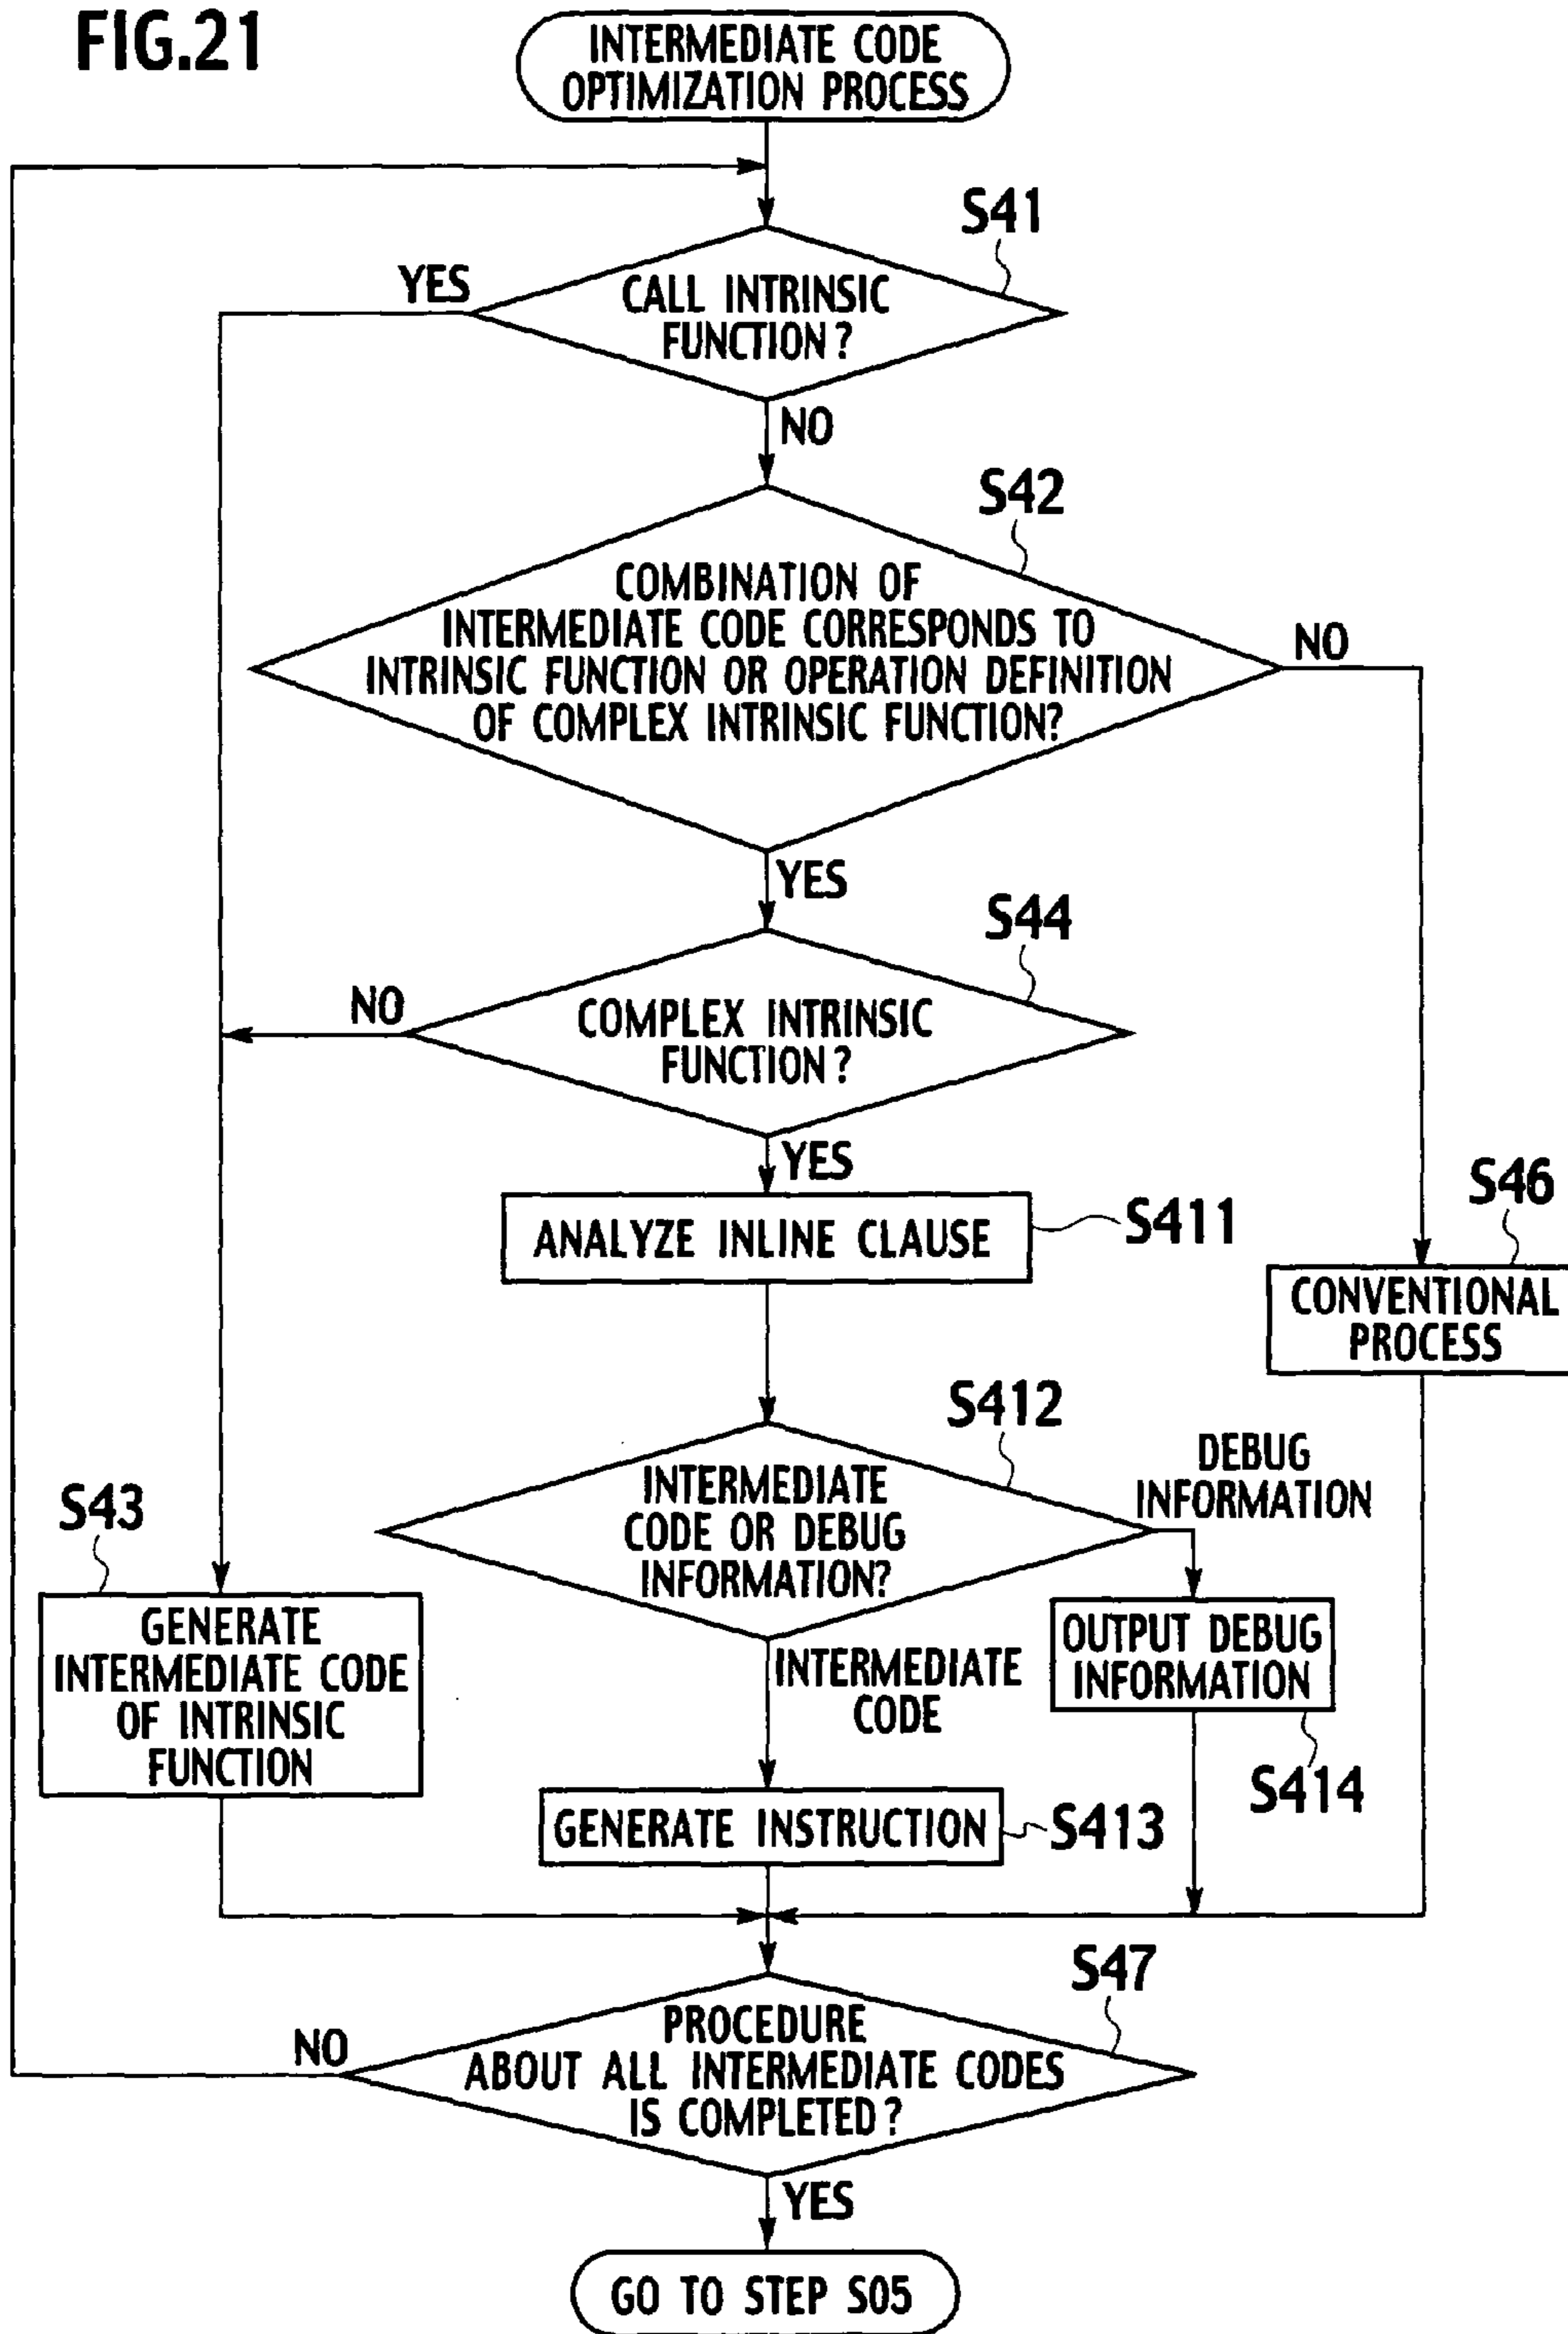 FIG.21
INTERMEDIATE CODE
OPTIMIZATION PROCESS
S41
YES
CALL INTRINSIC
FUNCTION?
NO
S42
COMBINATION OF
INTERMEDIATE CODE CORRESPONDS TO
INTRINSIC FUNCTION OR OPERATION DEFINITION
OF COMPLEX INTRINSIC FUNCTION?
NO
YES
S44
NO
COMPLEX INTRINSIC
FUNCTION?
YES
S411
ANALYZE INLINE CLAUSE
S46
CONVENTIONAL
PROCESS
S412
INTERMEDIATE
CODE OR DEBUG
INFORMATION?
DEBUG
INFORMATION
S43
GENERATE
INTERMEDIATE CODE
OF INTRINSIC
FUNCTION
INTERMEDIATE
CODE
OUTPUT DEBUG
INFORMATION
S414
GENERATE INSTRUCTION
S413
S47
NO
PROCEDURE
ABOUT ALL INTERMEDIATE CODES
IS COMPLETED?
YES
GO TO STEP S05